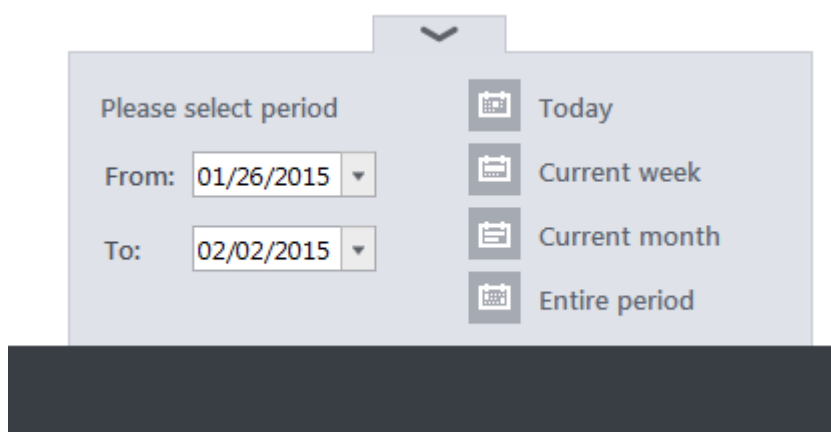 Please select period
From: 01/26/2015
To: 02/02/2015
Today
Current week
Current month
Entire period